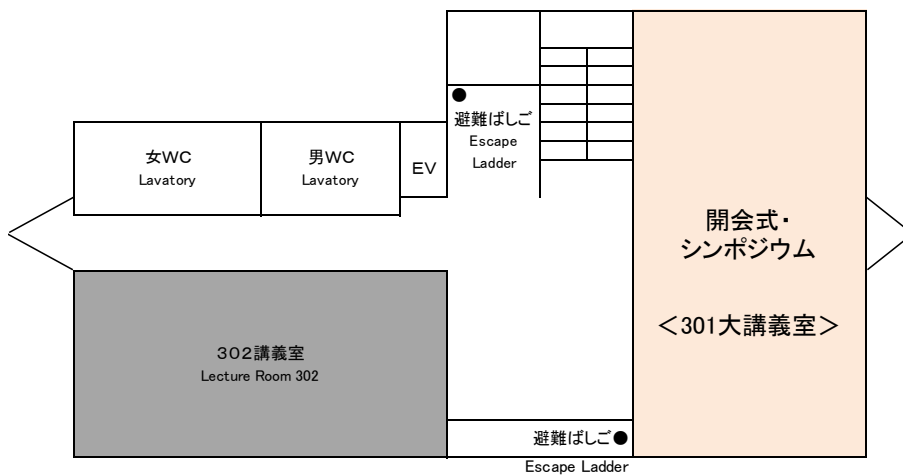 避難ばしご
Escape
Ladder
女WC
Lavatory
男WC
Lavatory
EV
開会式・
シンポジウム
＜301大講義室＞
３０２講義室
Lecture Room 302
避難ばしご
Escape Ladder